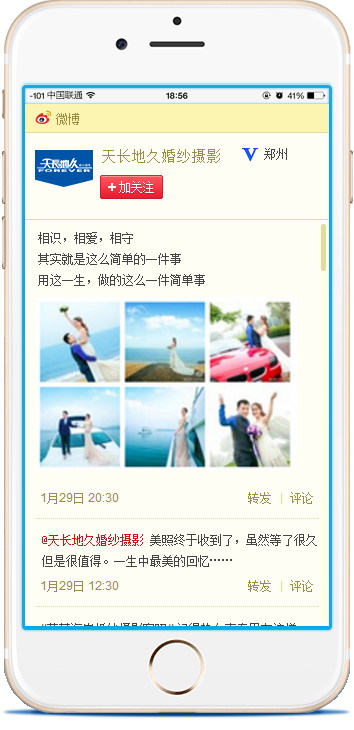 -101 中国联通 18:56 41%
微博
天长地久 FOREVER
天长地久婚纱摄影 V 郑州
+加关注
相识，相爱，相守
其实就是这么简单的一件事
用这一生，做的这么一件简单事
1月29日 20:30 转发 | 评论
@天长地久婚纱摄影 美照终于收到了，虽然等了很久
但是很值得。一生中最美的回忆……
1月29日 12:30 转发 | 评论